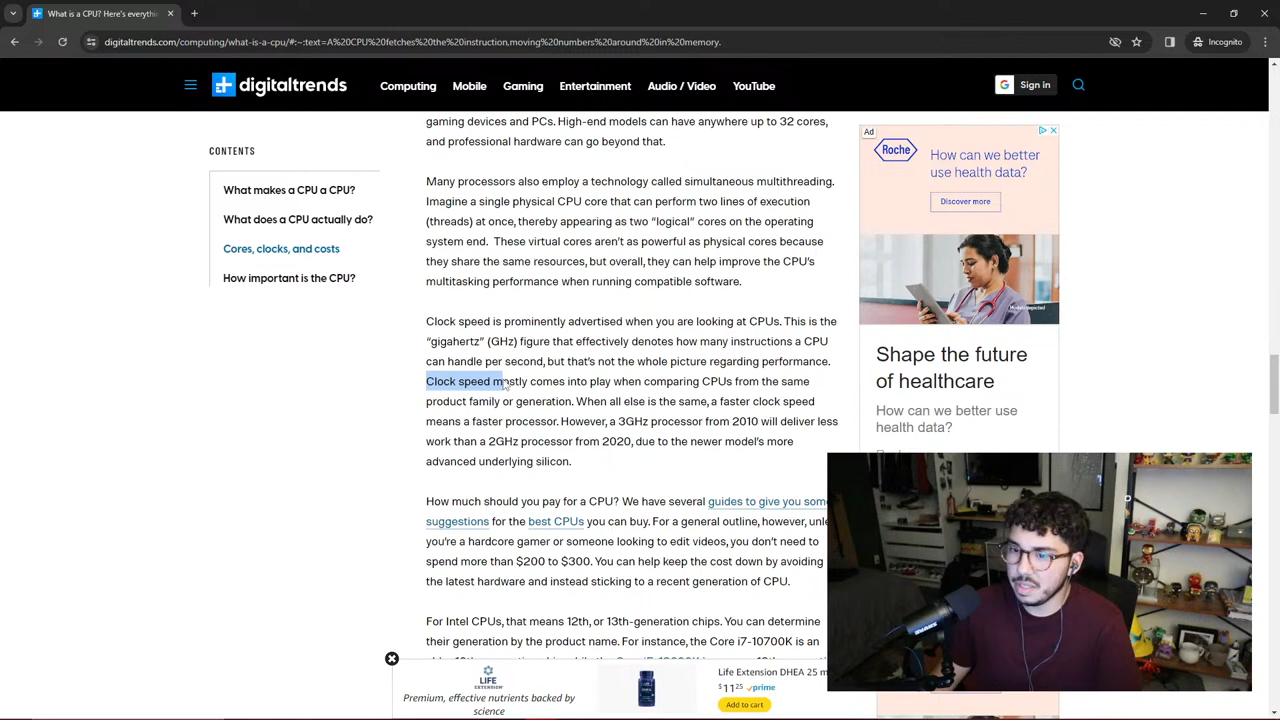 What is a CPU? Here's everythi
digitaltrends.com/computing/what-is-a-cpu/#:~:text=A%20CPU%20fetches%20the%20instruction,moving%20numbers%20around%20in%20memory.
Incognito
digitaltrends
Computing
Mobile
Gaming
Entertainment
Audio / Video
YouTube
Sign in
CONTENTS
What makes a CPU a CPU?
What does a CPU actually do?
Cores, clocks, and costs
How important is the CPU?
gaming devices and PCs. High-end models can have anywhere up to 32 cores,
and professional hardware can go beyond that.
Many processors also employ a technology called simultaneous multithreading.
Imagine a single physical CPU core that can perform two lines of execution
(threads) at once, thereby appearing as two “logical” cores on the operating
system end.  These virtual cores aren’t as powerful as physical cores because
they share the same resources, but overall, they can help improve the CPU’s
multitasking performance when running compatible software.
Clock speed is prominently advertised when you are looking at CPUs. This is the
“gigahertz” (GHz) figure that effectively denotes how many instructions a CPU
can handle per second, but that’s not the whole picture regarding performance.
Clock speed mostly comes into play when comparing CPUs from the same
product family or generation. When all else is the same, a faster clock speed
means a faster processor. However, a 3GHz processor from 2010 will deliver less
work than a 2GHz processor from 2020, due to the newer model’s more
advanced underlying silicon.
How much should you pay for a CPU? We have several guides to give you some
suggestions for the best CPUs you can buy. For a general outline, however, unle
you’re a hardcore gamer or someone looking to edit videos, you don’t need to
spend more than $200 to $300. You can help keep the cost down by avoiding
the latest hardware and instead sticking to a recent generation of CPU.
For Intel CPUs, that means 12th, or 13th-generation chips. You can determine
their generation by the product name. For instance, the Core i7-10700K is an
Ad
Roche
How can we better
use health data?
Discover more
Shape the future
of healthcare
How can we better
use health data?
LIFE
EXTENSION
Premium, effective nutrients backed by
science
Life Extension DHEA 25 m
$11.25 prime
Add to cart